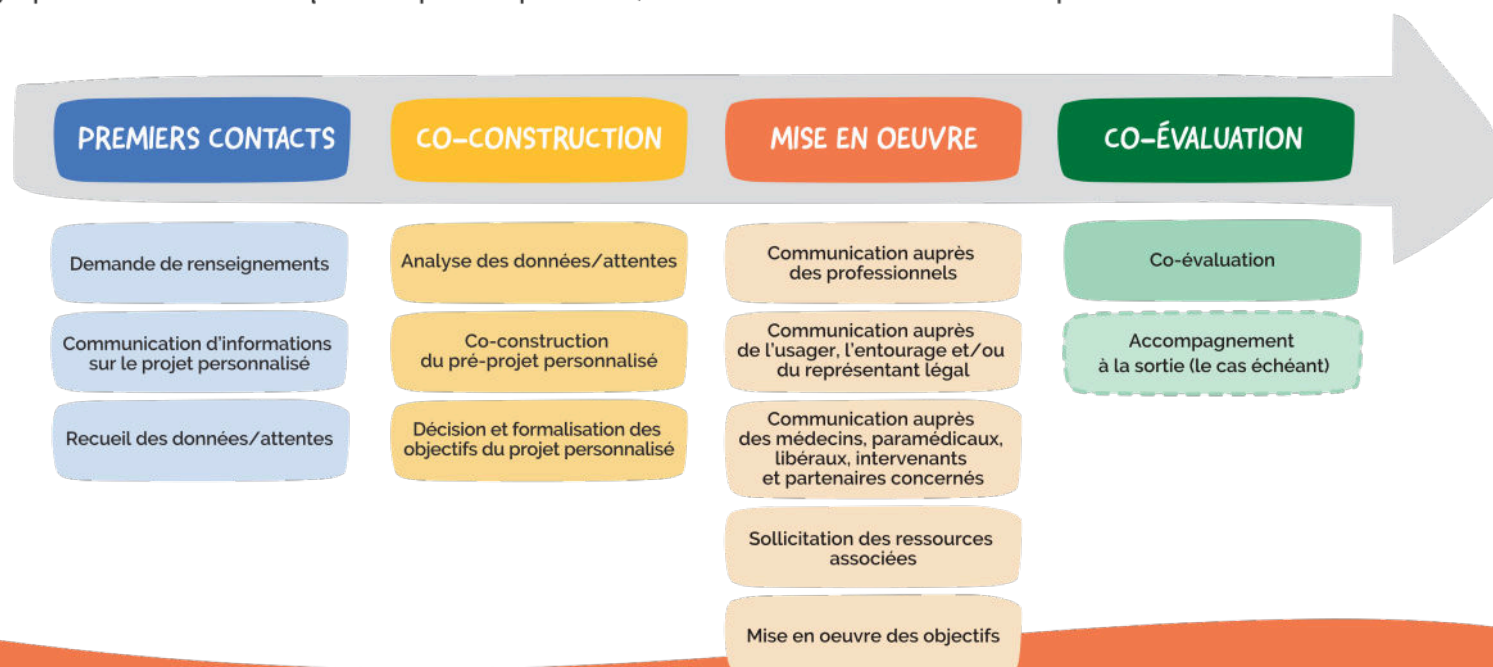 PREMIERS CONTACTS
CO-CONSTRUCTION
MISE EN OEUVRE
CO-ÉVALUATION
Demande de renseignements
Communication d'informations
sur le projet personnalisé
Recueil des données/attentes
Analyse des données/attentes
Co-construction
du pré-projet personnalisé
Décision et formalisation des
objectifs du projet personnalisé
Communication auprès
des professionnels
Communication auprès
de l'usager, l'entourage et/ou
du représentant légal
Communication auprès
des médecins, paramédicaux,
libéraux, intervenants
et partenaires concernés
Sollicitation des ressources
associées
Mise en oeuvre des objectifs
Co-évaluation
Accompagnement
à la sortie (le cas échéant)